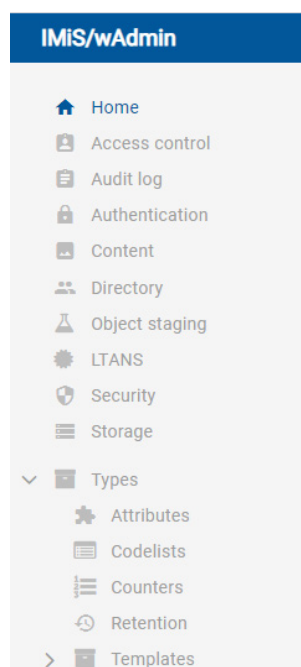 IMiS/wAdmin
Home
Access control
Audit log
Authentication
Content
Directory
Object staging
LTANS
Security
Storage
Types
Attributes
Codelists
Counters
Retention
Templates